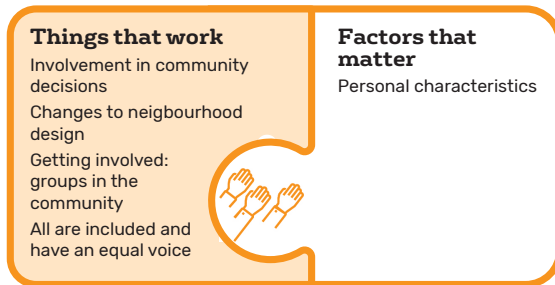 Things that work
Involvement in community
decisions
Changes to neigbourhood
design
Getting involved:
groups in the
community
All are included and
have an equal voice
Factors that
matter
Personal characteristics